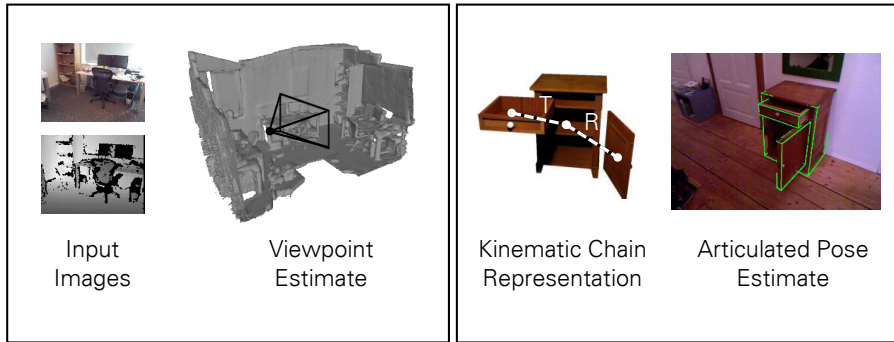 T
R
Input
Images
Viewpoint
Estimate
Kinematic Chain
Representation
Articulated Pose
Estimate